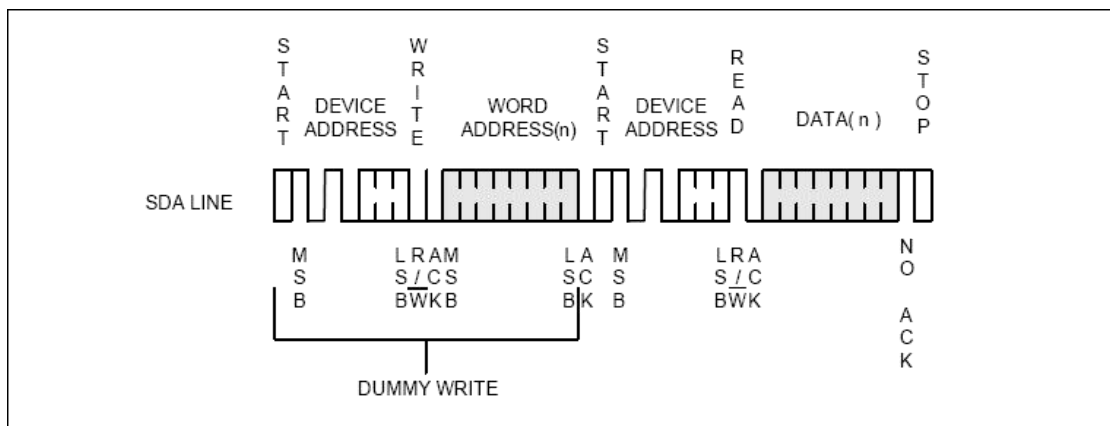 START
WRITE
START
READ
STOP
DEVICE ADDRESS
WORD ADDRESS(n)
DEVICE ADDRESS
DATA( n )
SDA LINE
MSB
LSB
R/W
ACK
MSB
LSB
ACK
MSB
LSB
R/W
ACK
NO ACK
DUMMY WRITE